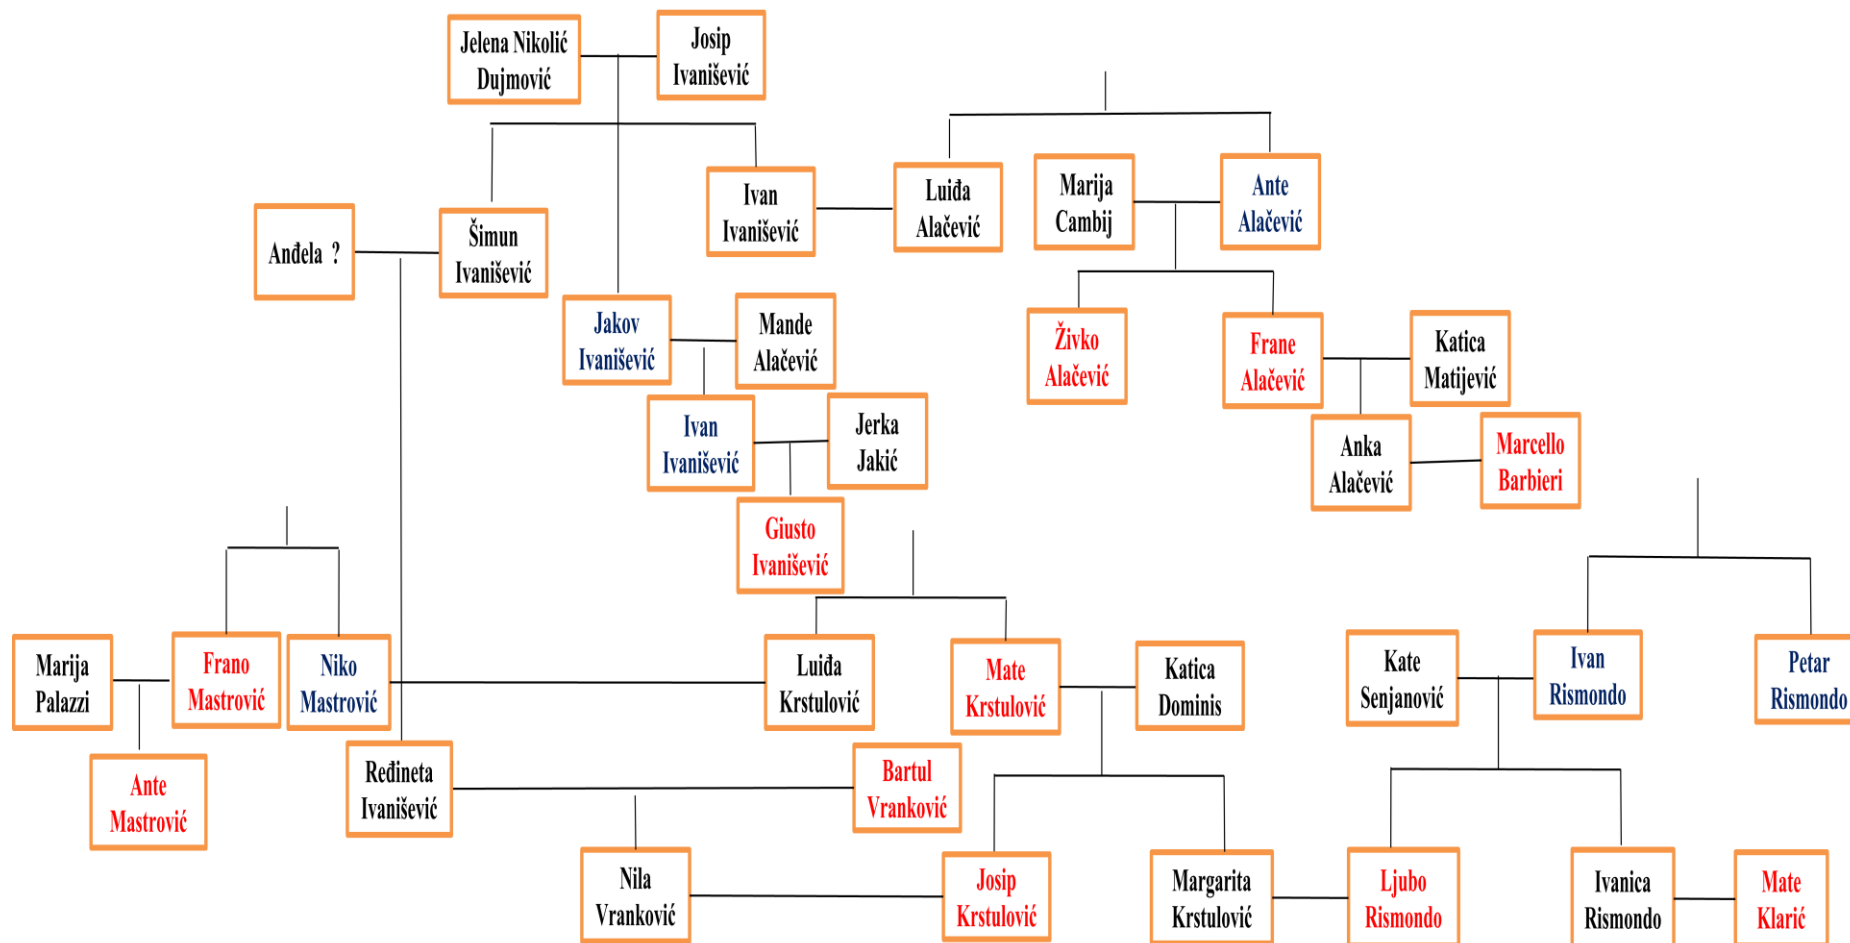 Jelena Nikolić
Dujmović
Josip
Ivanišević
Ivan
Ivanišević
Luiđa
Alačević
Marija
Cambij
Ante
Alačević
Anđela ?
Šimun
Ivanišević
Jakov
Ivanišević
Mande
Alačević
Živko
Alačević
Frane
Alačević
Katica
Matijević
Ivan
Ivanišević
Jerka
Jakić
Anka
Alačević
Marcello
Barbieri
Giusto
Ivanišević
Marija
Palazzi
Frano
Mastrović
Niko
Mastrović
Luiđa
Krstulović
Mate
Krstulović
Katica
Dominis
Kate
Senjanović
Ivan
Rismondo
Petar
Rismondo
Ante
Mastrović
Ređineta
Ivanišević
Bartul
Vranković
Nila
Vranković
Josip
Krstulović
Margarita
Krstulović
Ljubo
Rismondo
Ivanica
Rismondo
Mate
Klarić